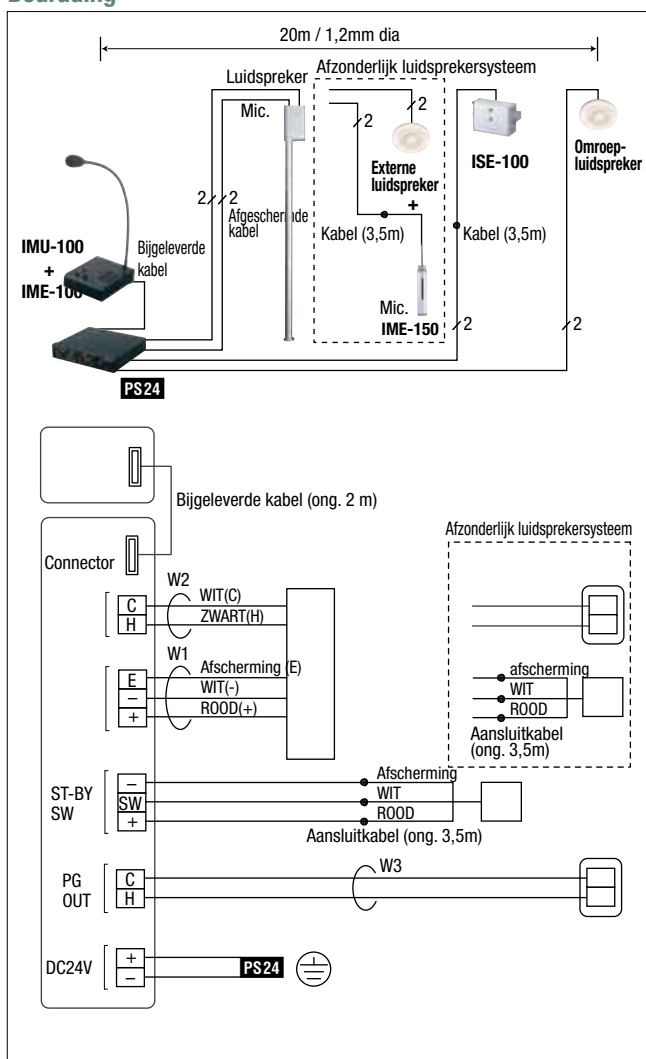 Bedrading
20m / 1,2mm dia
Afzonderlijk luidsprekersysteem
Luidspreker
Mic.
2
2
2
ISE-100
Omroep-
luidspreker
Externe
luidspreker
+
2 2
Afgeschermde
kabel
Kabel (3,5m)
Kabel (3,5m)
IMU-100
+
IME-100
Bijgeleverde
kabel
Mic.
IME-150
2
2
PS24
Bijgeleverde kabel (ong. 2 m)
Connector
Afzonderlijk luidsprekersysteem
W2
C
WIT(C)
H
ZWART(H)
W1
E
Afscherming (E)
–
WIT(-)
+
ROOD(+)
afscherming
WIT
ROOD
Aansluitkabel
(ong. 3,5m)
ST-BY
SW
–
Afscherming
SW
WIT
+
ROOD
Aansluitkabel (ong. 3,5m)
PG
OUT
C
H
W3
DC24V
+
–
PS24